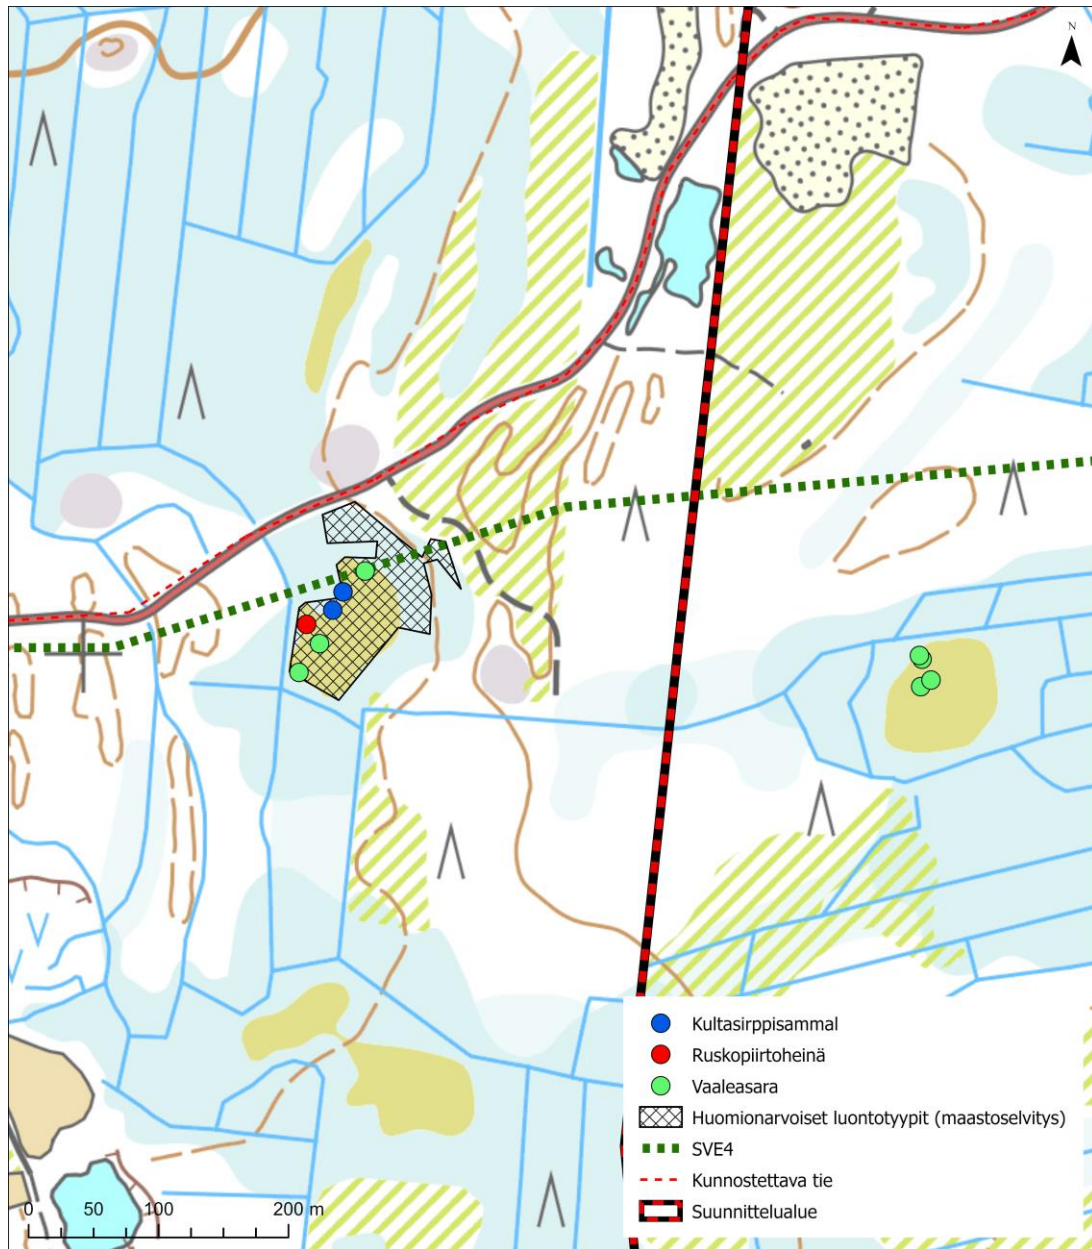 N
Kultasirppisammal
Ruskopiirtoheinä
Vaaleasara
Huomionarvoiset luontotyypit (maastoselvitys)
SVE4
Kunnostettava tie
Suunnittelualue
0 50 100 200 m